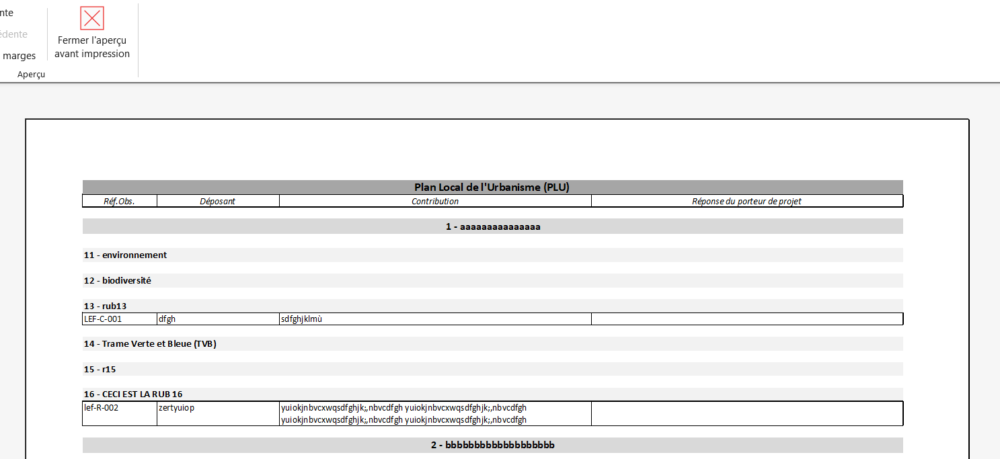 nte
édente
marges
Aperçu
Fermer l'aperçu
avant impression
Plan Local de l'Urbanisme (PLU)
Réf.Obs. Déposant Contribution Réponse du porteur de projet
1 - aaaaaaaaaaaaaaa
11 - environnement
12 - biodiversité
13 - rub13
LEF-C-001 dfgh sdfghjklmù
14 - Trame Verte et Bleue (TVB)
15 - r15
16 - CECI EST LA RUB 16
lef-R-002 zertyuiop yuiokjnbvcxwqsdfghjk;,nbvcdfgh yuiokjnbvcxwqsdfghjk;,nbvcdfgh
yuiokjnbvcxwqsdfghjk;,nbvcdfgh yuiokjnbvcxwqsdfghjk;,nbvcdfgh
2 - bbbbbbbbbbbbbbbbbbb